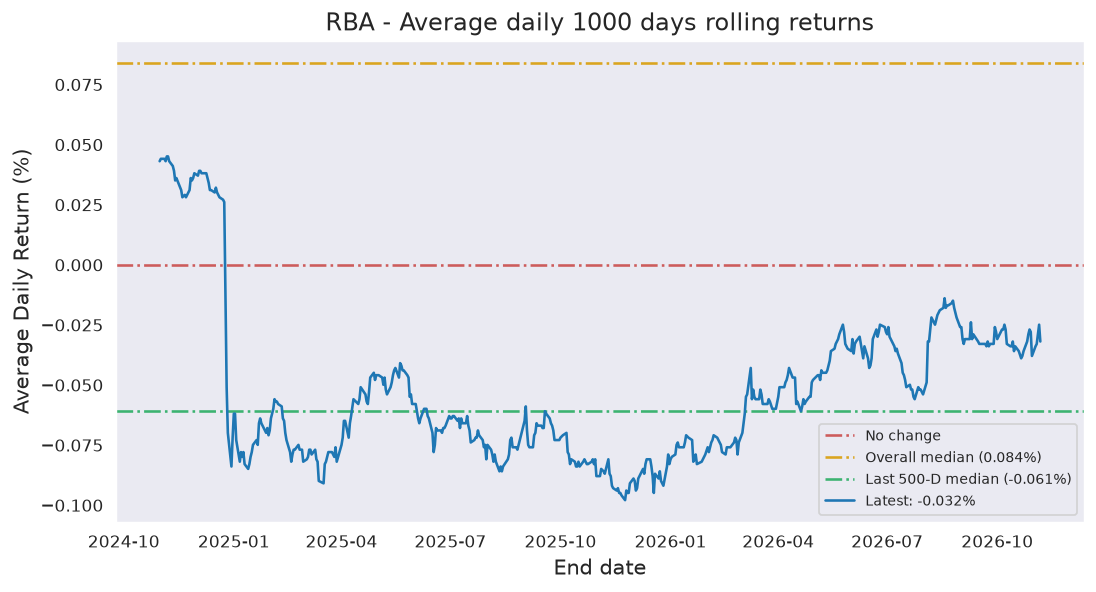 RBA - Average daily 1000 days rolling returns
Average Daily Return (%)
0.075
0.050
0.025
0.000
−0.025
−0.050
−0.075
−0.100
No change
Overall median (0.084%)
Last 500-D median (-0.061%)
Latest: -0.032%
2024-10 2025-01 2025-04 2025-07 2025-10 2026-01 2026-04 2026-07 2026-10
End date